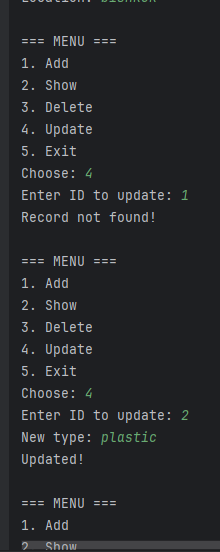 Location: bishkek
=== MENU ===
1. Add
2. Show
3. Delete
4. Update
5. Exit
Choose: 4
Enter ID to update: 1
Record not found!
=== MENU ===
1. Add
2. Show
3. Delete
4. Update
5. Exit
Choose: 4
Enter ID to update: 2
New type: plastic
Updated!
=== MENU ===
1. Add
2. Show